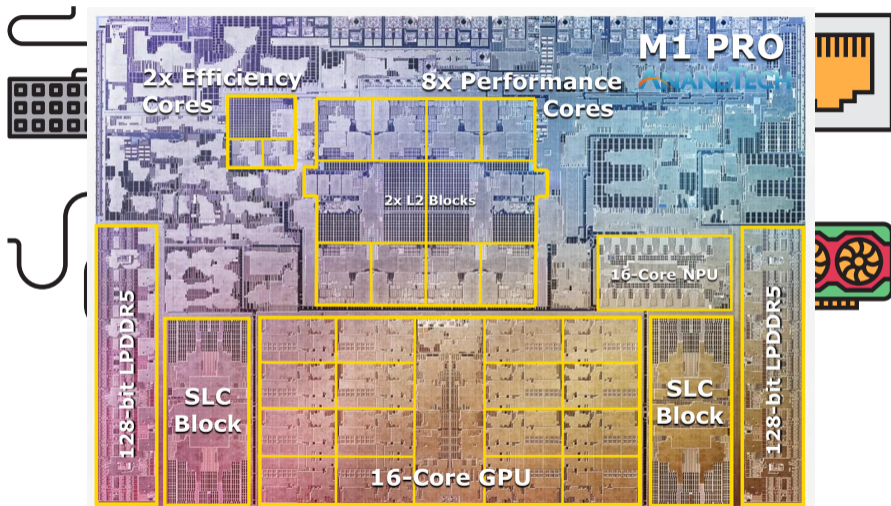 M1 PRO
ANANDTECH
2x Efficiency
Cores
8x Performance
Cores
2x L2 Blocks
16-Core NPU
128-bit LPDDR5
SLC
Block
16-Core GPU
SLC
Block
128-bit LPDDR5